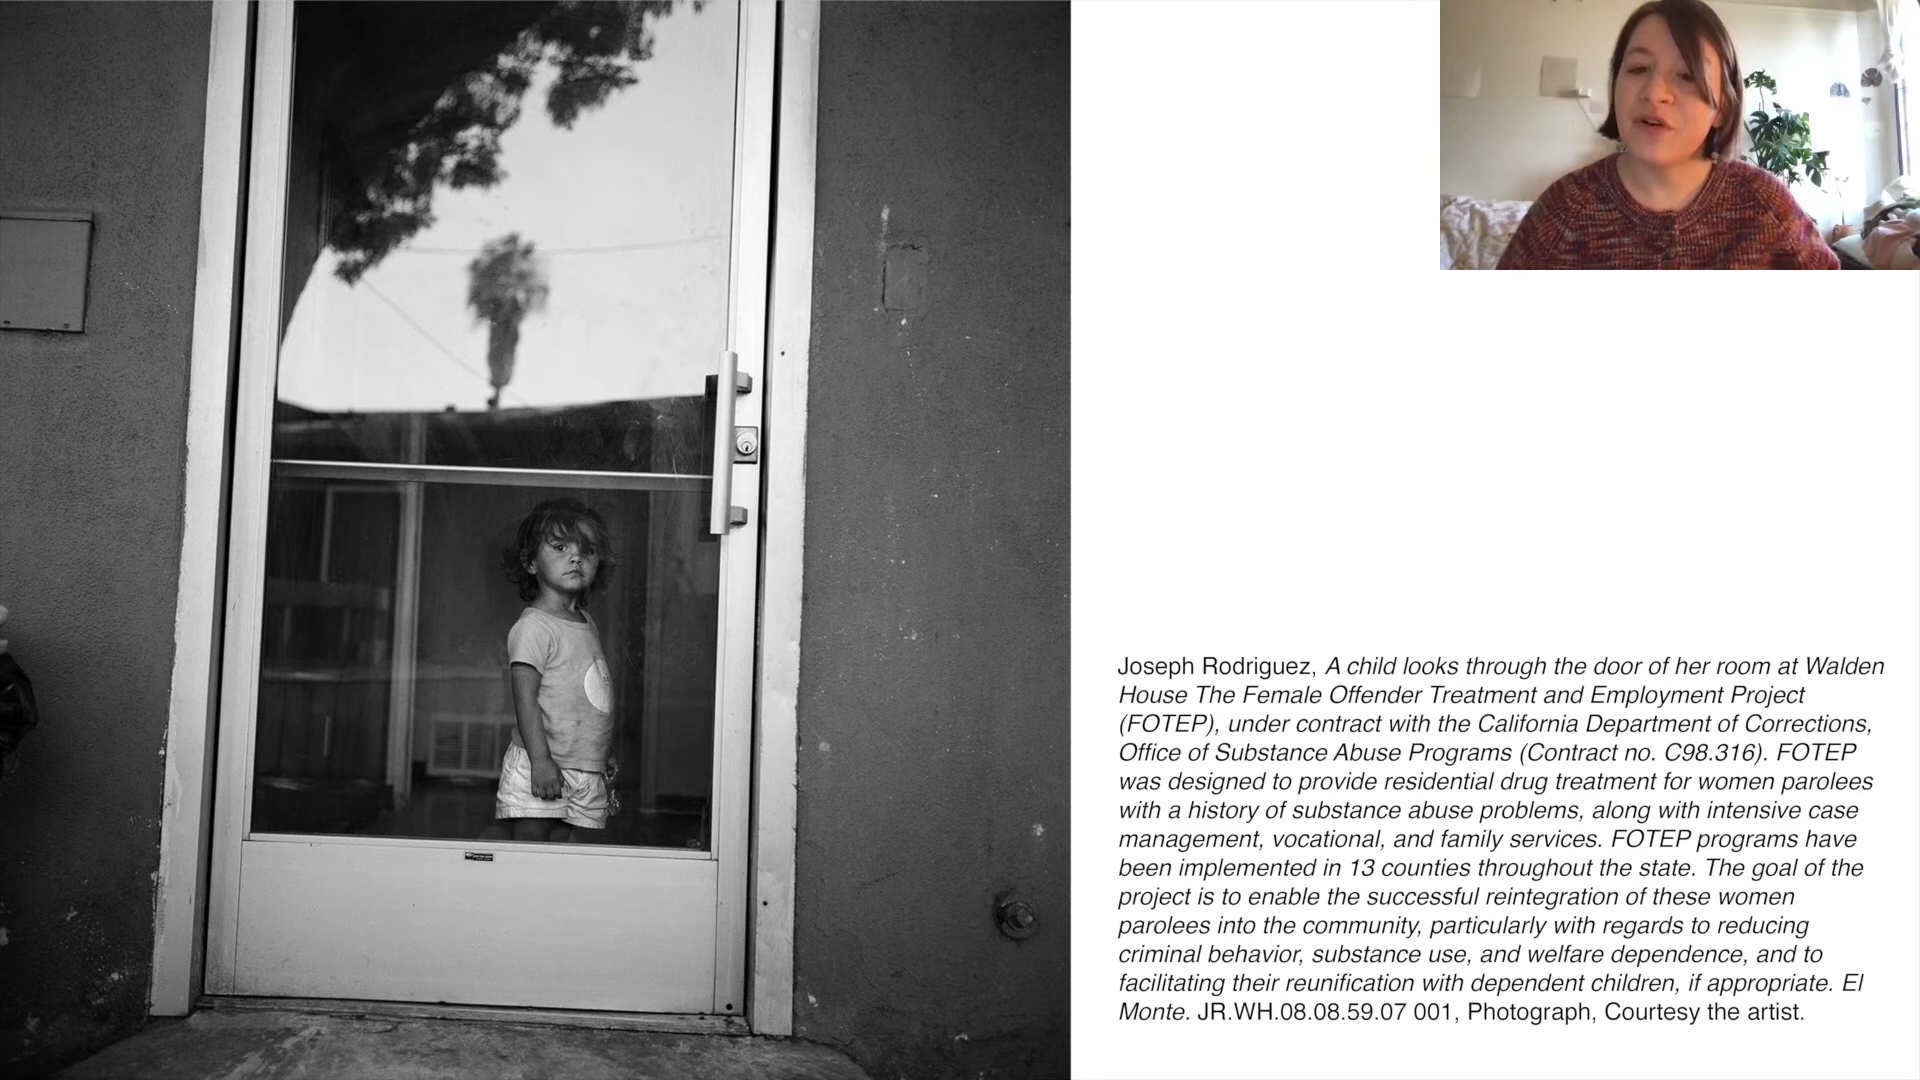 Joseph Rodriguez, A child looks through the door of her room at Walden
House The Female Offender Treatment and Employment Project
(FOTEP), under contract with the California Department of Corrections,
Office of Substance Abuse Programs (Contract no. C98.316). FOTEP
was designed to provide residential drug treatment for women parolees
with a history of substance abuse problems, along with intensive case
management, vocational, and family services. FOTEP programs have
been implemented in 13 counties throughout the state. The goal of the
project is to enable the successful reintegration of these women
parolees into the community, particularly with regards to reducing
criminal behavior, substance use, and welfare dependence, and to
facilitating their reunification with dependent children, if appropriate. El
Monte. JR.WH.08.08.59.07 001, Photograph, Courtesy the artist.